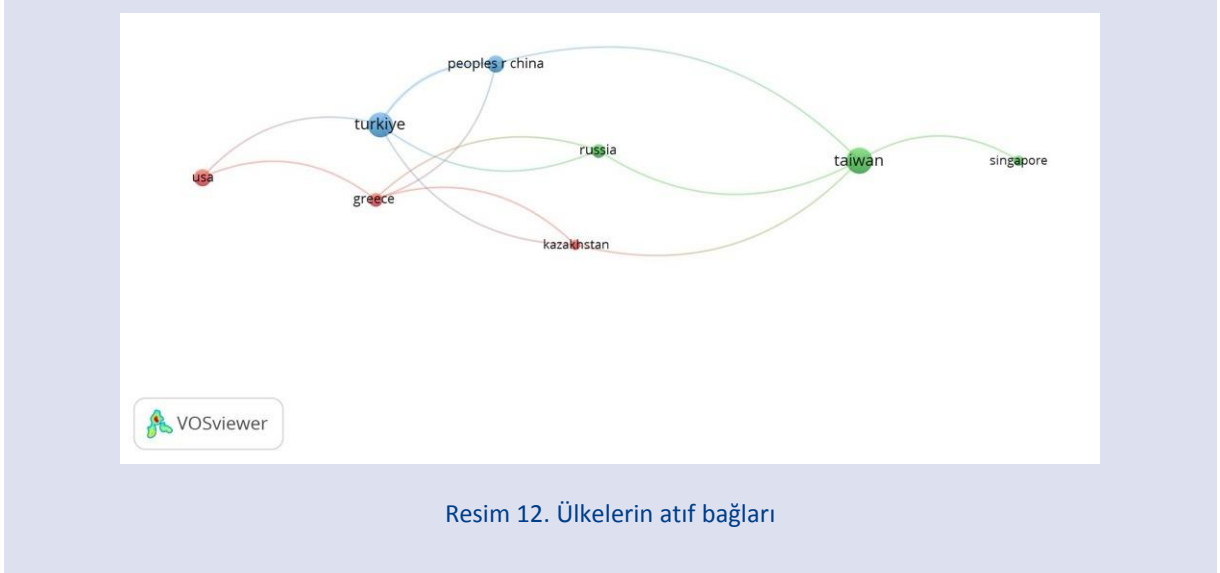 peoples r china
turkiye
russia
taiwan
singapore
usa
greece
kazakhstan
VOSviewer
Resim 12. Ülkelerin atıf bağları